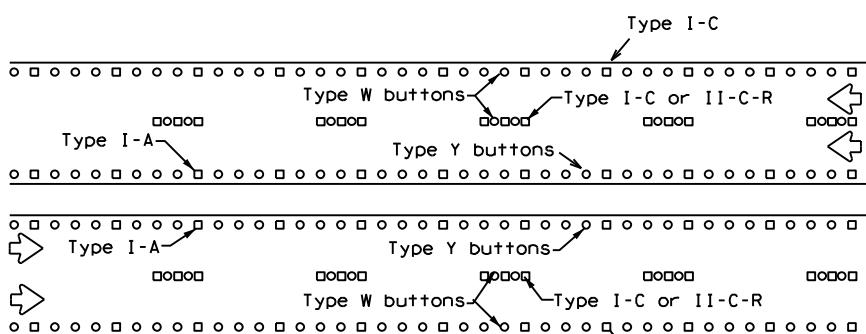 Type I-C
Type W buttons
Type I-C or II-C-R
Type I-A
Type Y buttons
Type I-A
Type Y buttons
Type W buttons
Type I-C or II-C-R